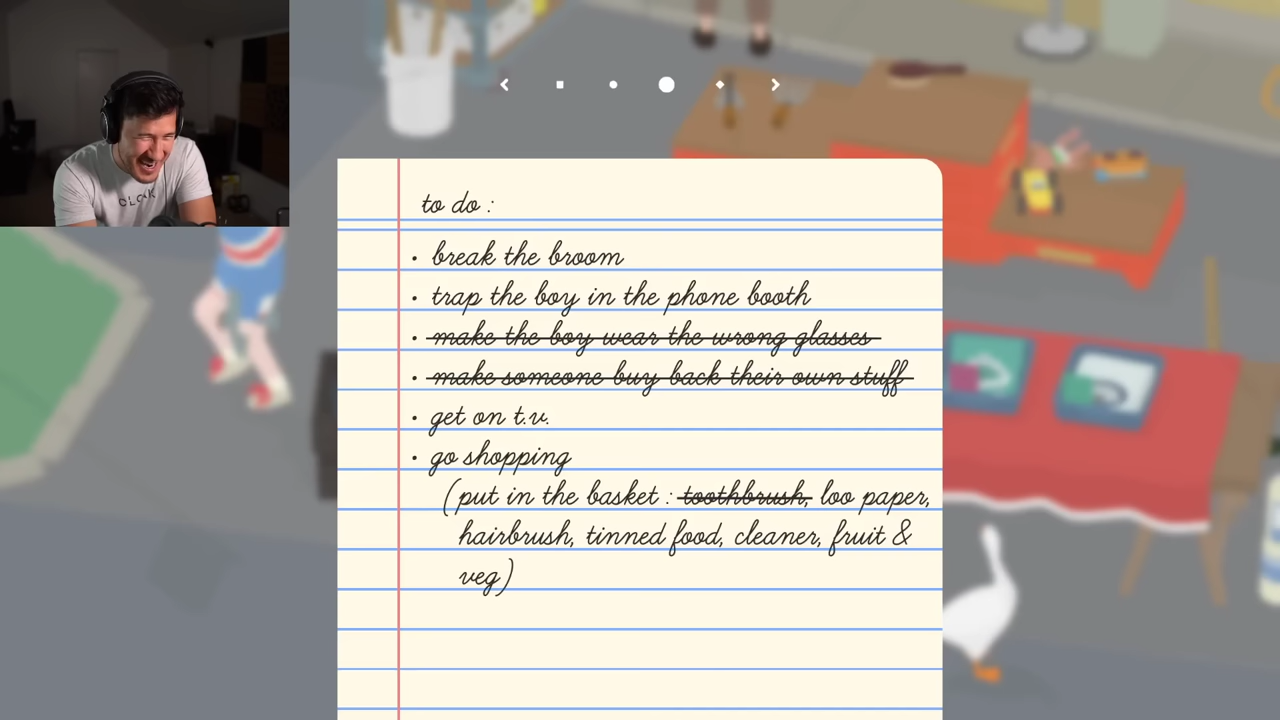 CLOAK
to do :
• break the broom
• trap the boy in the phone booth
• make the boy wear the wrong glasses
• make someone buy back their own stuff
• get on t.v.
• go shopping
(put in the basket : toothbrush, loo paper,
hairbrush, tinned food, cleaner, fruit &
veg)